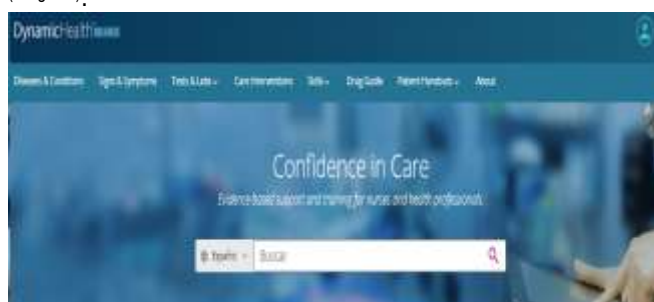 DynamicHealth
Diseases & Conditions Signs & Symptoms Tests & Labs Care Interventions Skills Drug Guide Patient Handouts About
Confidence in Care
Evidence-based support and training for nurses and health professionals.
Español Buscar